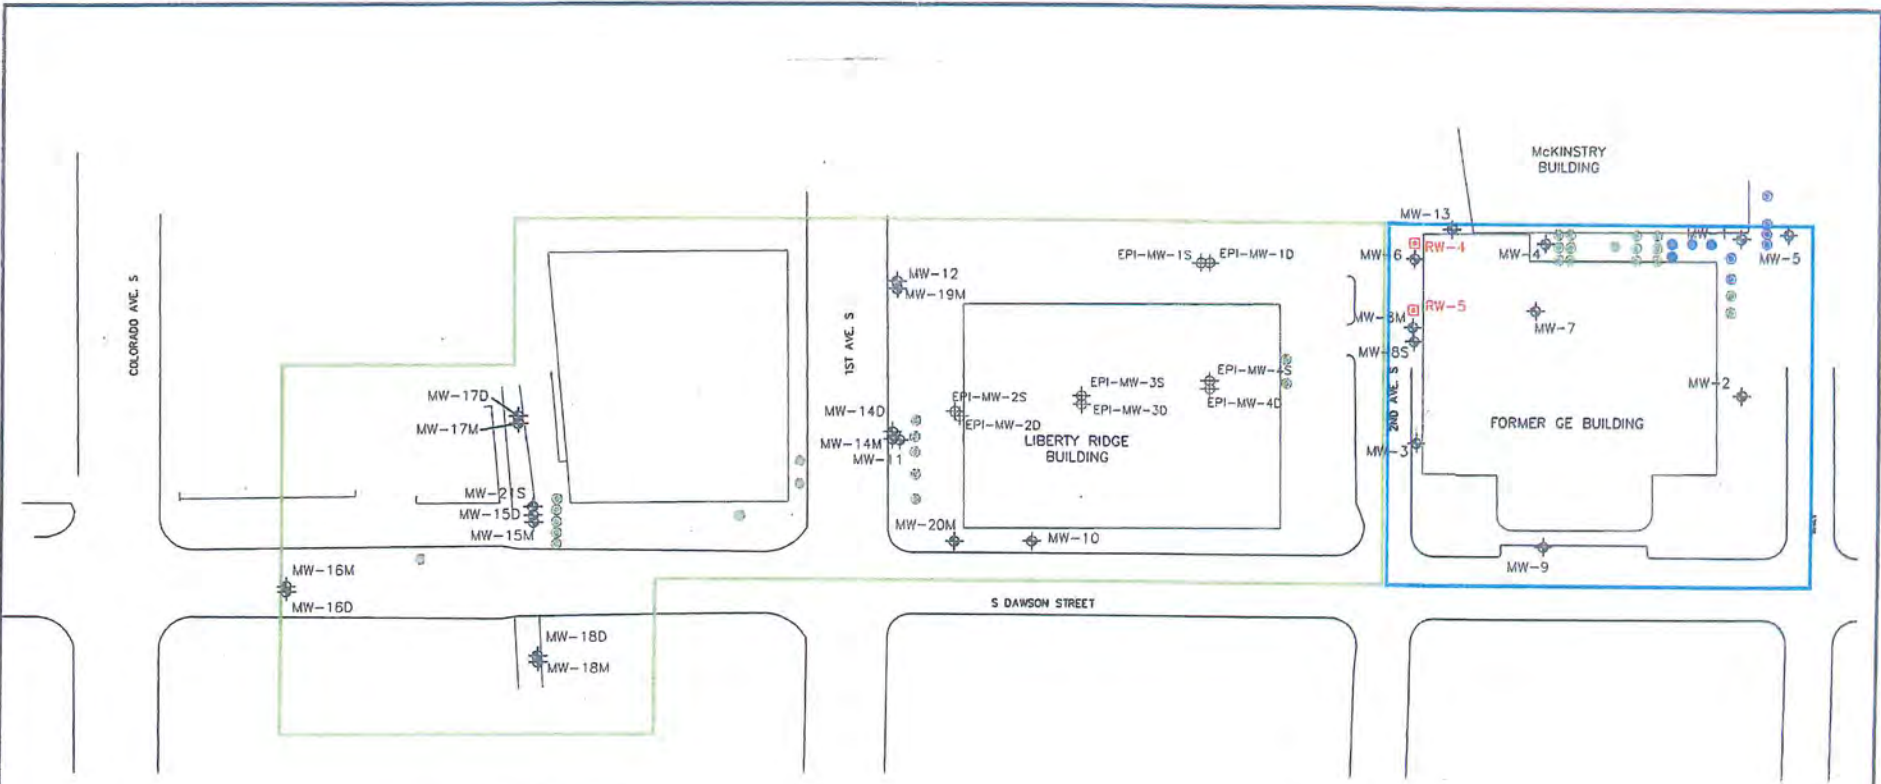 McKINSTRY
BUILDING
MW-13
RW-4
MW-6
MW-4
MW-1
MW-5
EPI-MW-1S
EPI-MW-1D
MW-12
MW-19M
COLORADO AVE. S
1ST AVE. S
RW-5
MW-8M
MW-7
MW-8S
2ND AVE. S
EPI-MW-4S
EPI-MW-4D
EPI-MW-3S
EPI-MW-3D
EPI-MW-2S
EPI-MW-2D
MW-2
MW-17D
MW-17M
MW-14D
MW-14M
MW-11
LIBERTY RIDGE
BUILDING
FORMER GE BUILDING
MW-3
MW-21S
MW-15D
MW-15M
MW-20M
MW-10
MW-9
MW-16M
MW-16D
S DAWSON STREET
MW-18D
MW-18M